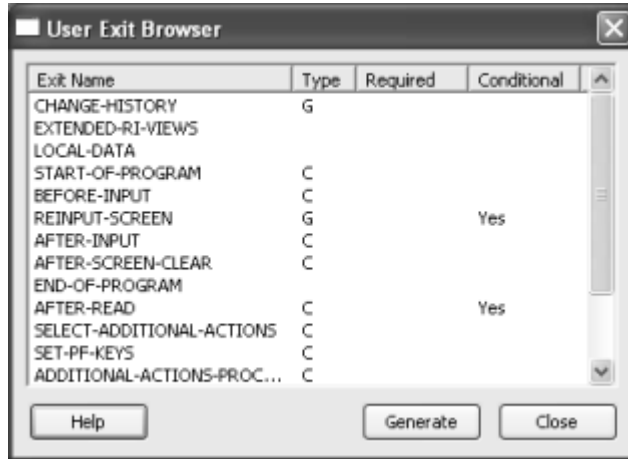 User Exit Browser
Exit Name Type Required Conditional
CHANGE-HISTORY G
EXTENDED-RI-VIEWS
LOCAL-DATA
START-OF-PROGRAM C
BEFORE-INPUT C
REINPUT-SCREEN G Yes
AFTER-INPUT C
AFTER-SCREEN-CLEAR C
END-OF-PROGRAM
AFTER-READ C Yes
SELECT-ADDITIONAL-ACTIONS C
SET-PF-KEYS C
ADDITIONAL-ACTIONS-PROC... C
Help Generate Close